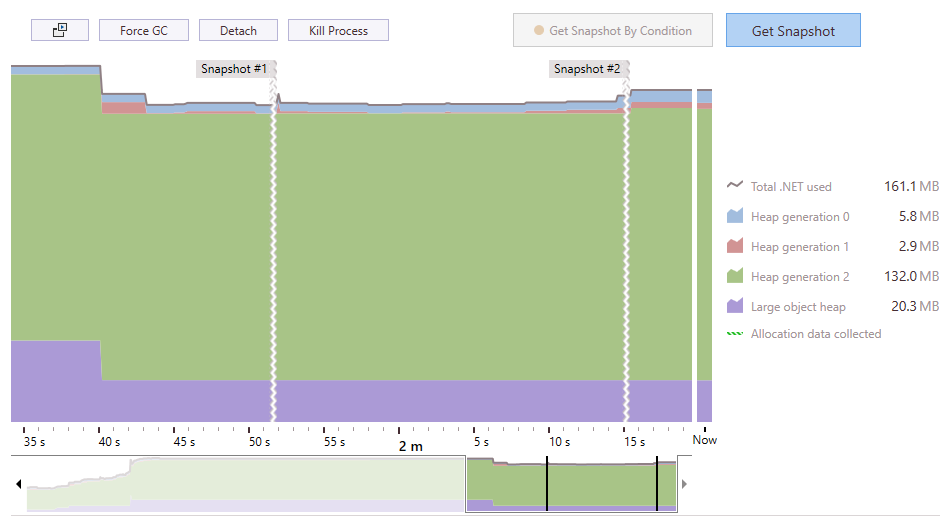 Force GC
Detach
Kill Process
Get Snapshot By Condition
Get Snapshot
Snapshot #1
Snapshot #2
Total .NET used 161.1 MB
Heap generation 0 5.8 MB
Heap generation 1 2.9 MB
Heap generation 2 132.0 MB
Large object heap 20.3 MB
Allocation data collected
35 s 40 s 45 s 50 s 55 s 2 m 5 s 10 s 15 s Now